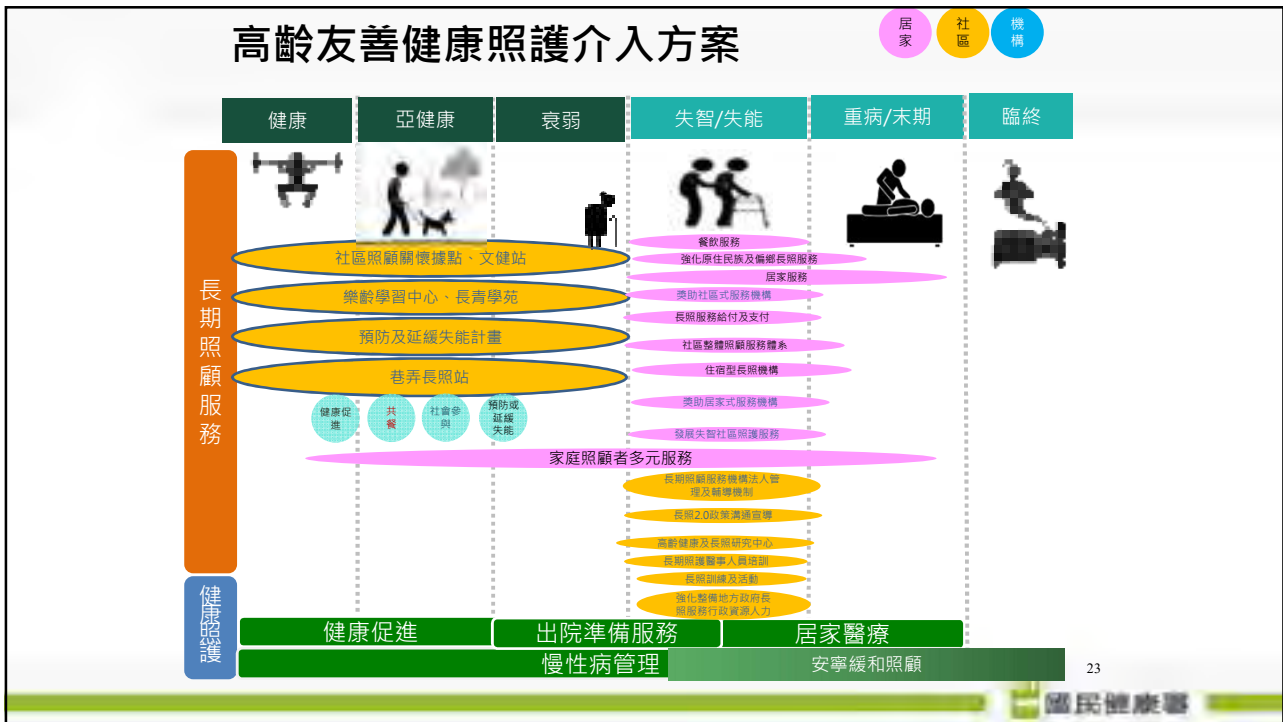 高齡友善健康照護介入方案
居
家
社
區
機
構
健康
亞健康
衰弱
失智/失能
重病/末期
臨終
長期照顧服務
社區照顧關懷據點、文健站
樂齡學習中心、長青學苑
預防及延緩失能計畫
巷弄長照站
健康促
進
共
餐
社會參
與
預防或
延緩
失能
餐飲服務
強化原住民族及偏鄉長照服務
居家服務
獎助社區式服務機構
長照服務給付及支付
社區整體照顧服務體系
住宿型長照機構
獎助居家式服務機構
發展失智社區照護服務
家庭照顧者多元服務
長期照顧服務機構法人管
理及輔導機制
長照2.0政策溝通宣導
高齡健康及長照研究中心
長期照護醫事人員培訓
長照訓練及活動
強化整備地方政府長
照服務行政資源人力
健康照護
健康促進
出院準備服務
居家醫療
慢性病管理
安寧緩和照顧
23
國民健康署